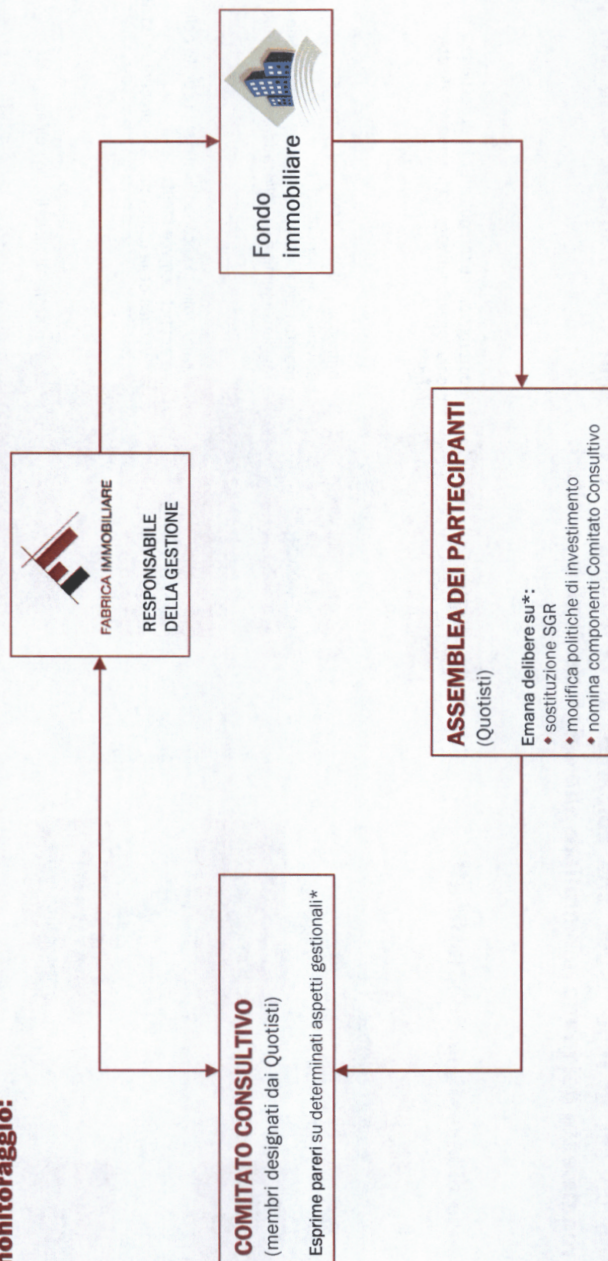 monitoraggio:
FABRICA IMMOBILIARE
RESPONSABILE
DELLA GESTIONE
COMITATO CONSULTIVO
(membri designati dai Quotisti)
Esprime pareri su determinati aspetti gestionali*
Fondo
immobiliare
ASSEMBLEA DEI PARTECIPANTI
(Quotisti)
Emana delibere su*:
♦ sostituzione SGR
♦ modifica politiche di investimento
♦ nomina componenti Comitato Consultivo